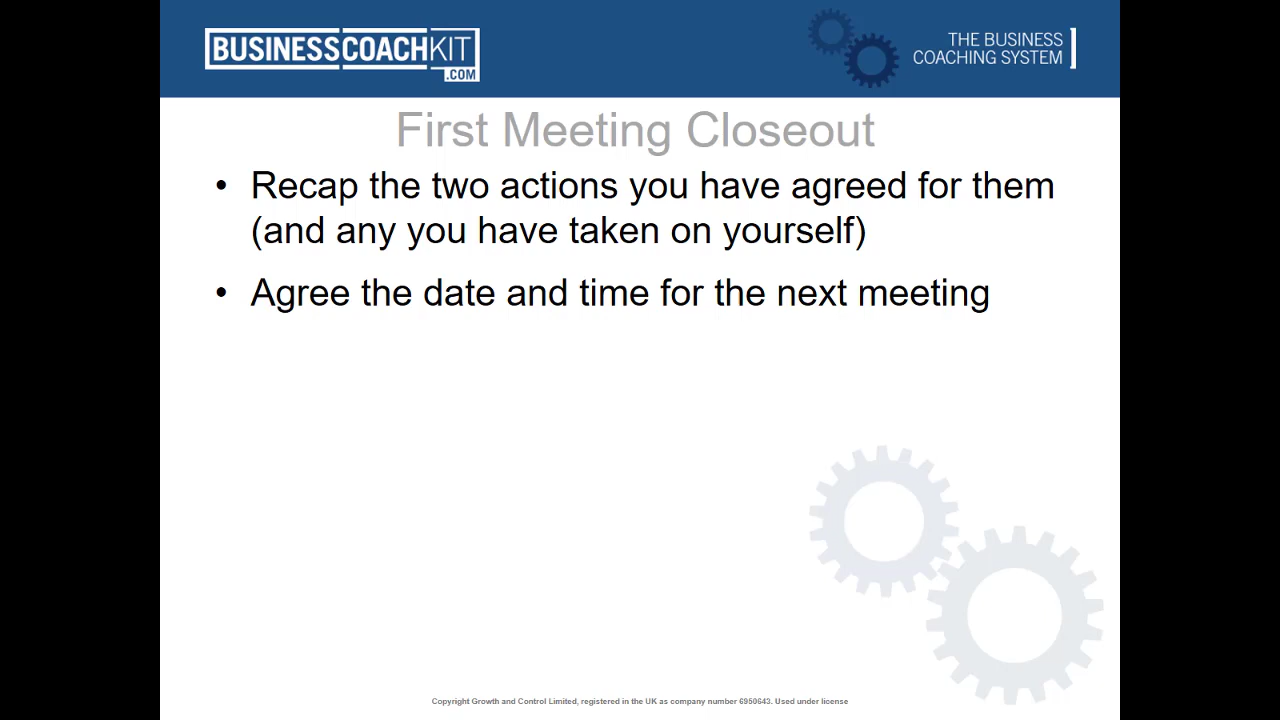 BUSINESSCOACHKIT
.COM
THE BUSINESS
COACHING SYSTEM
First Meeting Closeout
• Recap the two actions you have agreed for them
(and any you have taken on yourself)
• Agree the date and time for the next meeting
Copyright Growth and Control Limited, registered in the UK as company number 6950643. Used under license